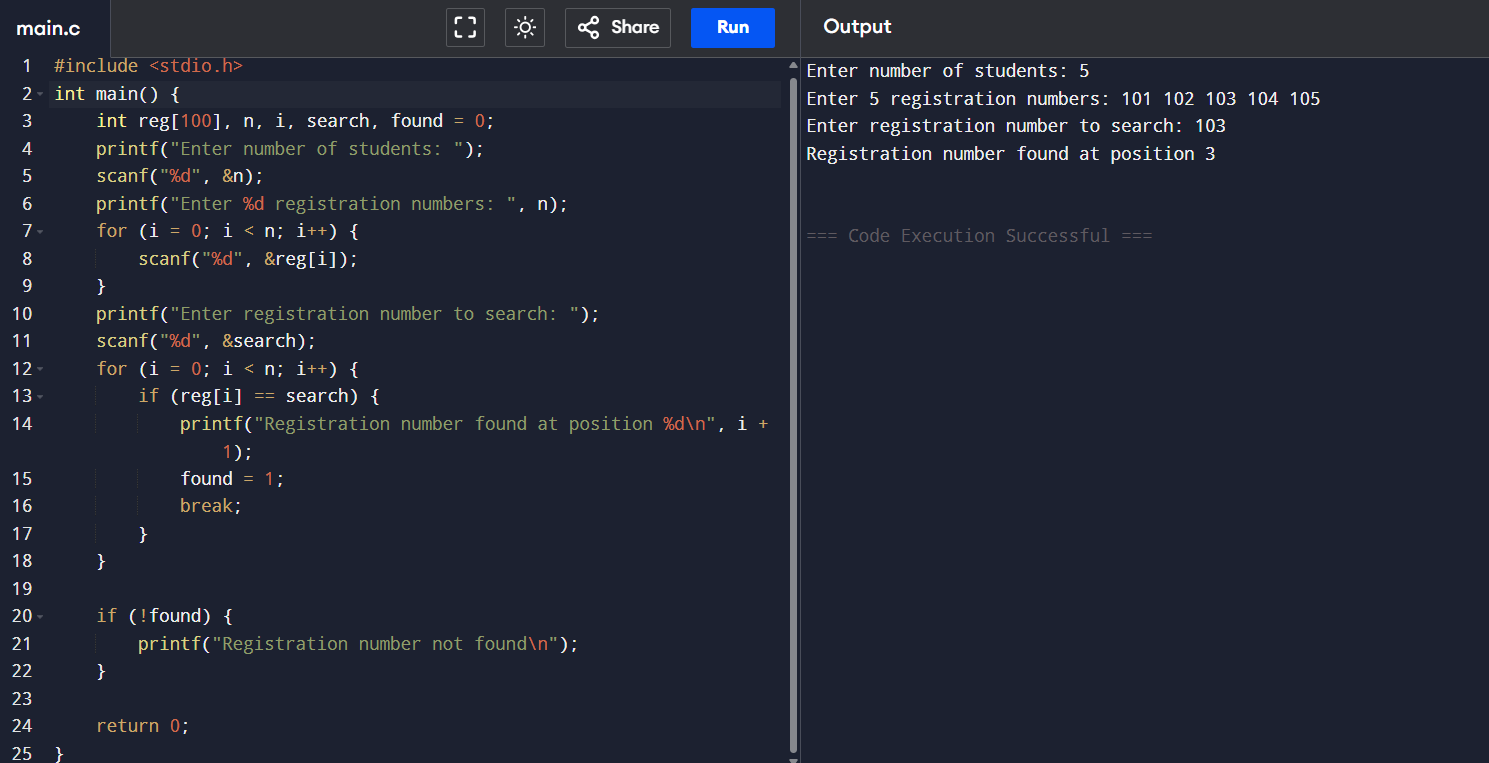 main.c
Share
Run
Output
1 #include <stdio.h>
2 int main() {
3     int reg[100], n, i, search, found = 0;
4     printf("Enter number of students: ");
5     scanf("%d", &n);
6     printf("Enter %d registration numbers: ", n);
7     for (i = 0; i < n; i++) {
8         scanf("%d", &reg[i]);
9     }
10     printf("Enter registration number to search: ");
11     scanf("%d", &search);
12     for (i = 0; i < n; i++) {
13         if (reg[i] == search) {
14             printf("Registration number found at position %d\n", i +
1);
15             found = 1;
16             break;
17         }
18     }
19
20     if (!found) {
21         printf("Registration number not found\n");
22     }
23
24     return 0;
25 }
Enter number of students: 5
Enter 5 registration numbers: 101 102 103 104 105
Enter registration number to search: 103
Registration number found at position 3
=== Code Execution Successful ===